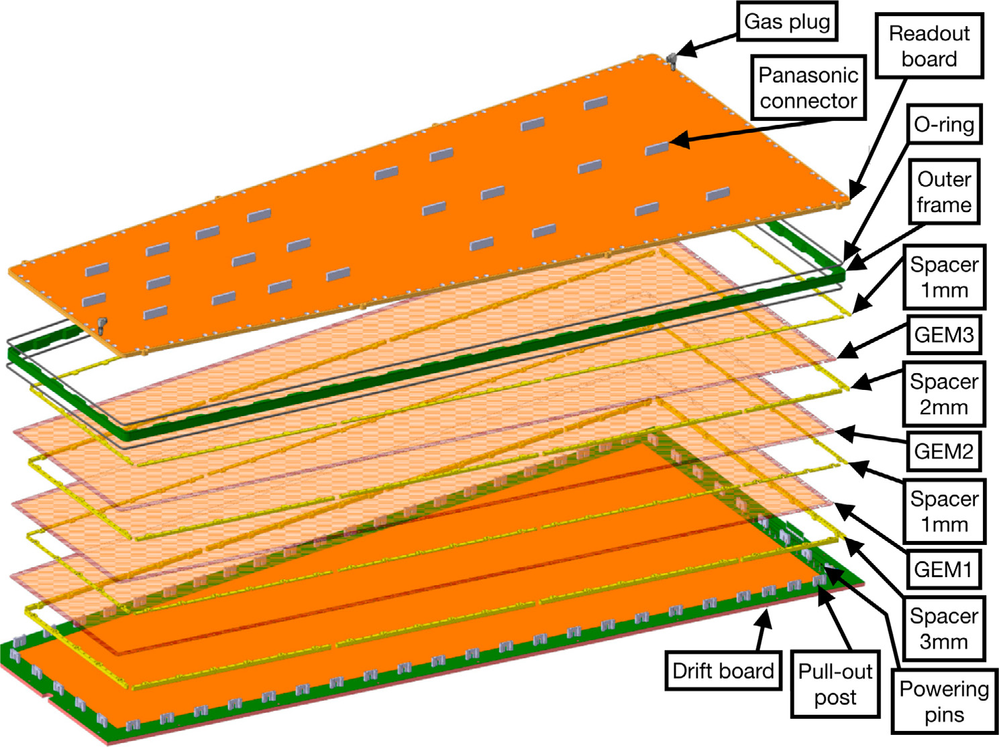 Gas plug
Readout
board
Panasonic
connector
O-ring
Outer
frame
Spacer
1mm
GEM3
Spacer
2mm
GEM2
Spacer
1mm
GEM1
Spacer
3mm
Drift board
Pull-out
post
Powering
pins